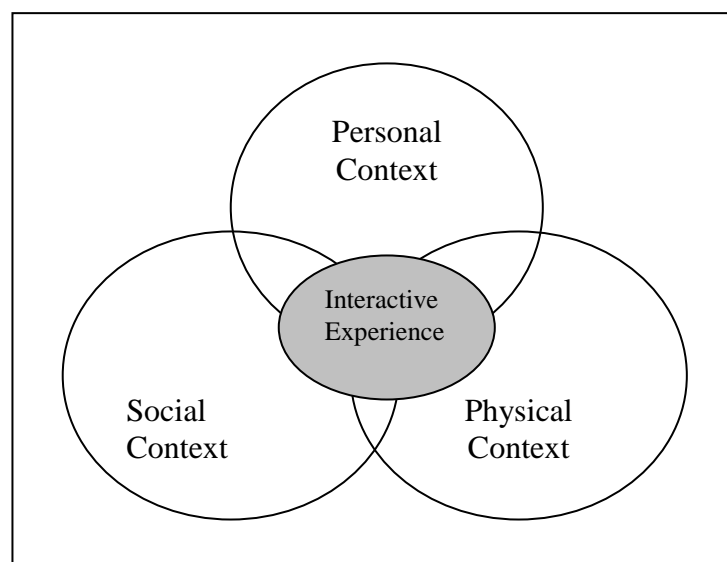 Personal
Context
Interactive
Experience
Social
Context
Physical
Context